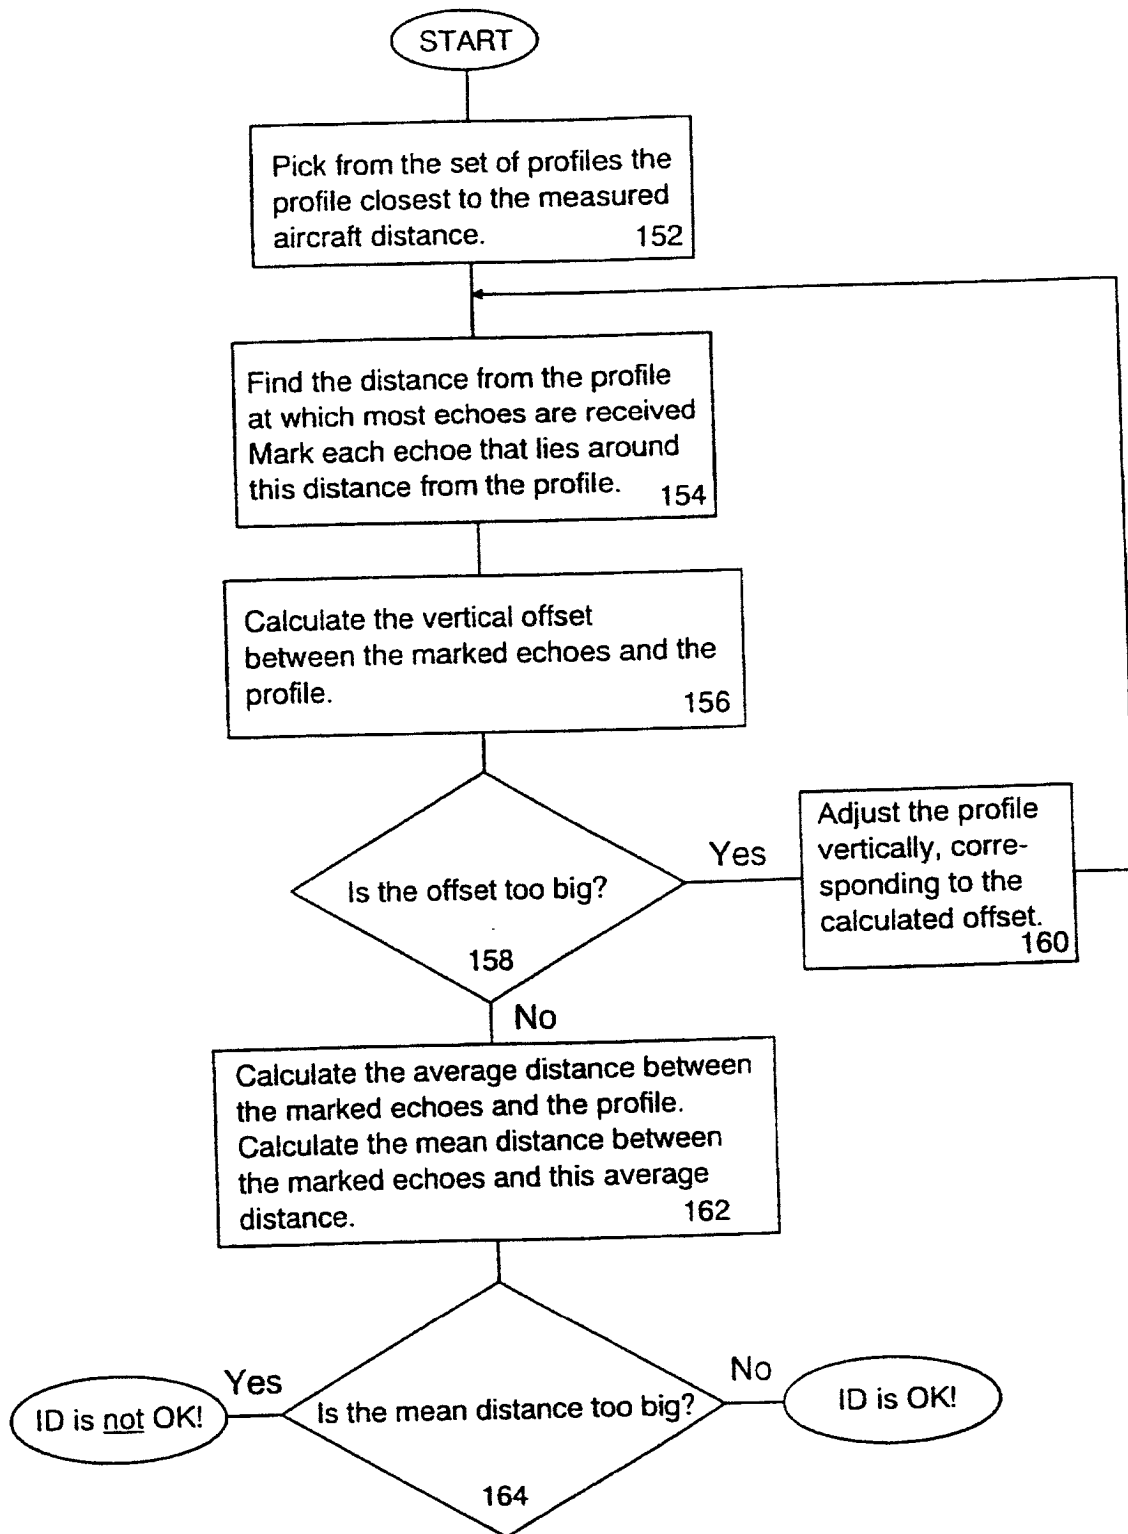 START
Pick from the set of profiles the
profile closest to the measured
aircraft distance.
152
Find the distance from the profile
at which most echoes are received
Mark each echoe that lies around
this distance from the profile.
154
Calculate the vertical offset
between the marked echoes and the
profile.
156
Is the offset too big?
158
Yes
Adjust the profile
vertically, corre-
sponding to the
calculated offset.
160
No
Calculate the average distance between
the marked echoes and the profile.
Calculate the mean distance between
the marked echoes and this average
distance.
162
Is the mean distance too big?
164
Yes
ID is not OK!
No
ID is OK!